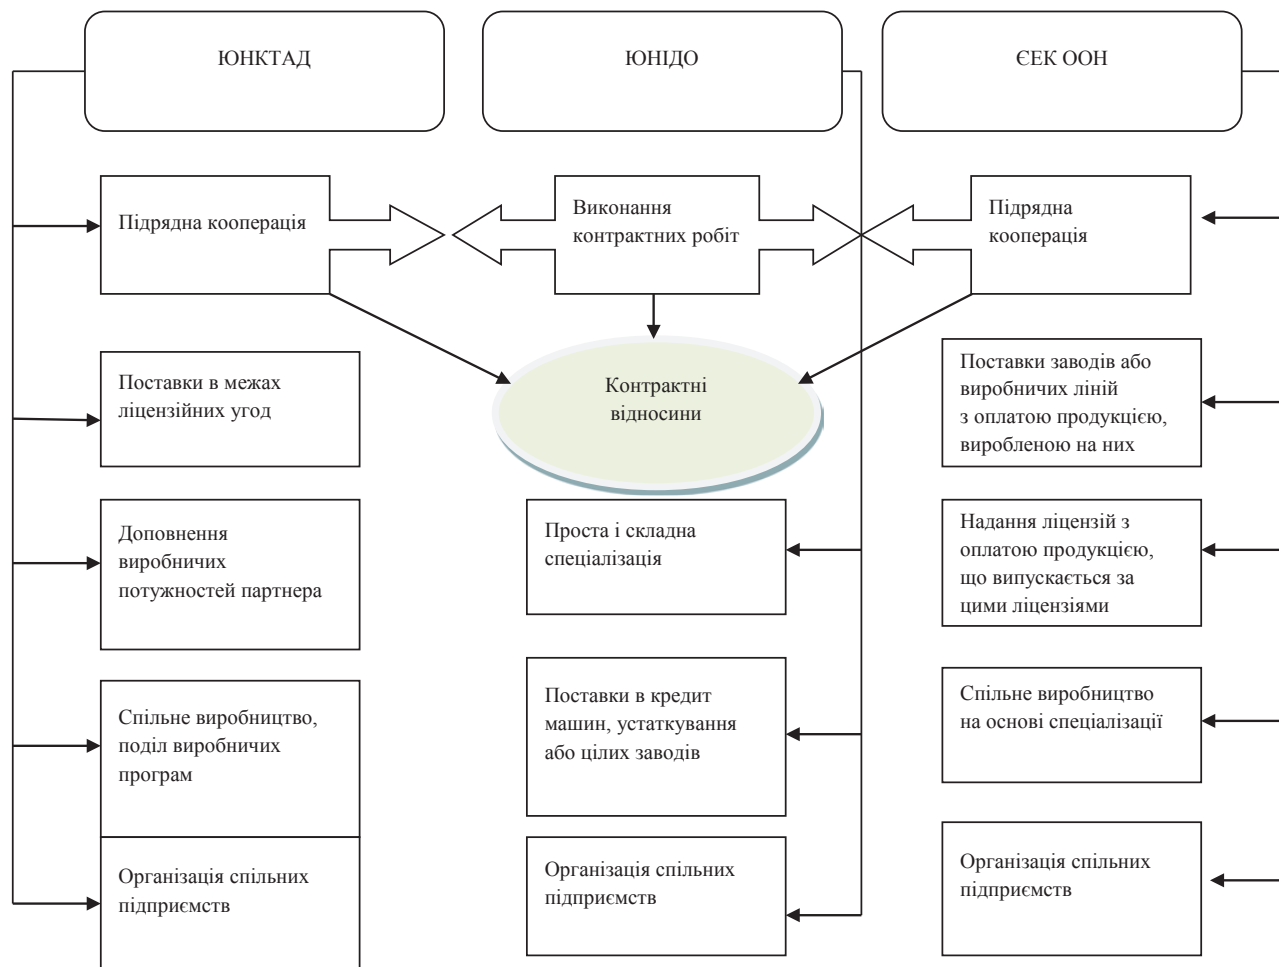 ЮНКТАД
ЮНІДО
ЄЕК ООН
Підрядна кооперація
Виконання
контрактних робіт
Підрядна
кооперація
Контрактні
відносини
Поставки в межах
ліцензійних угод
Поставки заводів або
виробничих ліній
з оплатою продукцією,
виробленою на них
Доповнення
виробничих
потужностей партнера
Проста і складна
спеціалізація
Надання ліцензій з
оплатою продукцією,
що випускається за
цими ліцензіями
Спільне виробництво,
поділ виробничих
програм
Поставки в кредит
машин, устаткування
або цілих заводів
Спільне виробництво
на основі спеціалізації
Організація спільних
підприємств
Організація спільних
підприємств
Організація спільних
підприємств